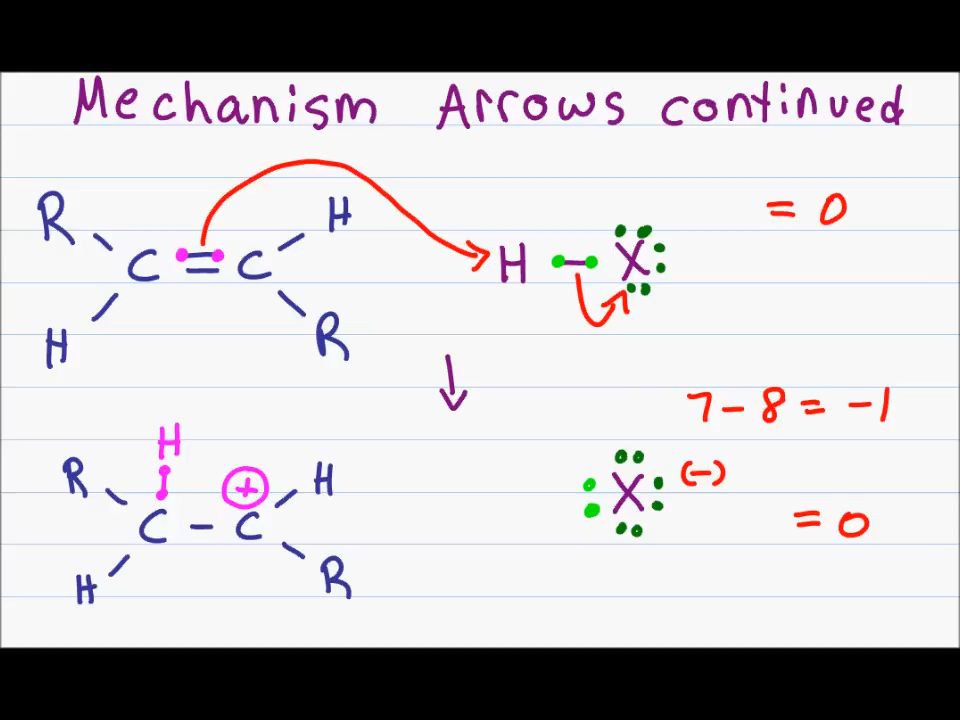 Mechanism Arrows continued
R H = 0
C = C H – X
H R
7 – 8 = –1
H
R + H X (–)
C – C = 0
H R